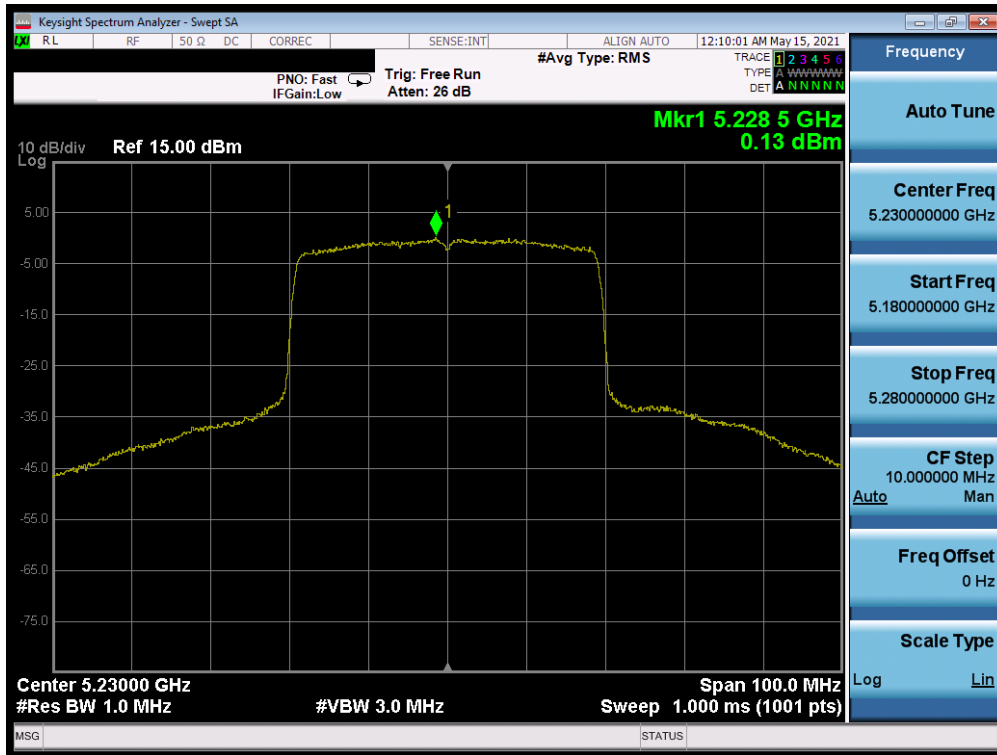 Keysight Spectrum Analyzer - Swept SA
LXI RL RF 50 Ω DC CORREC SENSE:INT ALIGN AUTO 12:10:01 AM May 15, 2021
#Avg Type: RMS
TRACE 1 2 3 4 5 6
TYPE A WWWWW
DET A N N N N N
PNO: Fast
IFGain:Low
Trig: Free Run
Atten: 26 dB
Mkr1 5.228 5 GHz
0.13 dBm
10 dB/div
Log
Ref 15.00 dBm
1
5.00
-5.00
-15.0
-25.0
-35.0
-45.0
-55.0
-65.0
-75.0
Center 5.23000 GHz
Span 100.0 MHz
#Res BW 1.0 MHz
#VBW 3.0 MHz
Sweep 1.000 ms (1001 pts)
MSG
STATUS
Frequency
Auto Tune
Center Freq
5.230000000 GHz
Start Freq
5.180000000 GHz
Stop Freq
5.280000000 GHz
CF Step
10.000000 MHz
Auto Man
Freq Offset
0 Hz
Scale Type
Log Lin